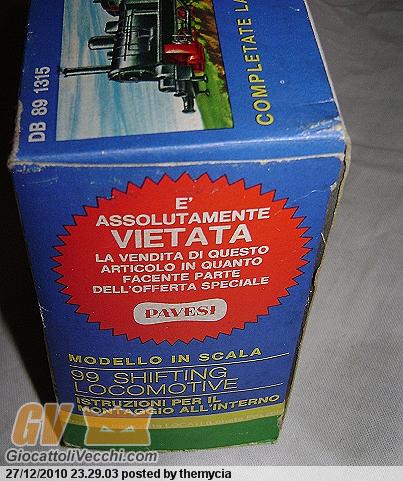 DB 89 1315
COMPLETATE LA
E'
ASSOLUTAMENTE
VIETATA
LA VENDITA DI QUESTO
ARTICOLO IN QUANTO
FACENTE PARTE
DELL'OFFERTA SPECIALE
PAVESI
MODELLO IN SCALA
99 SHIFTING
LOCOMOTIVE
ISTRUZIONI PER IL
MONTAGGIO ALL'INTERNO
GV
GiocattoliVecchi.com
27/12/2010 23.29.03 posted by themycia